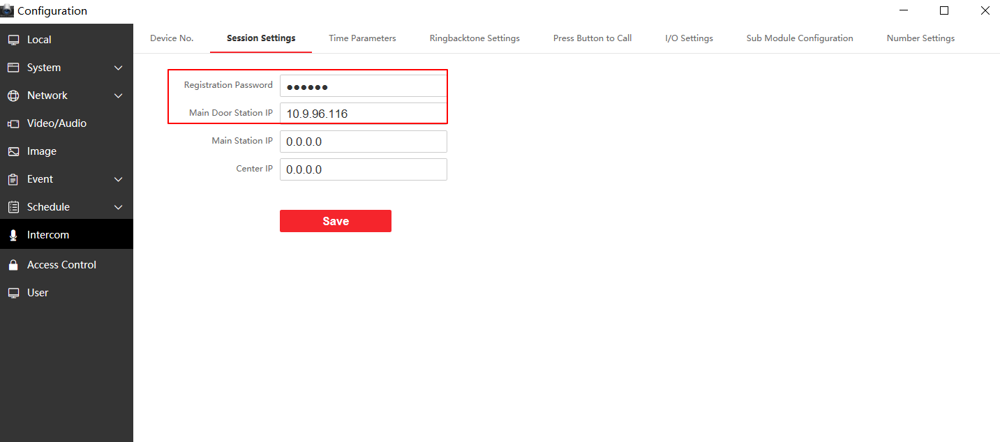 Configuration
Local
System
Network
Video/Audio
Image
Event
Schedule
Intercom
Access Control
User
Device No. Session Settings Time Parameters Ringbacktone Settings Press Button to Call I/O Settings Sub Module Configuration Number Settings
Registration Password ●●●●●●
Main Door Station IP 10.9.96.116
Main Station IP 0.0.0.0
Center IP 0.0.0.0
Save